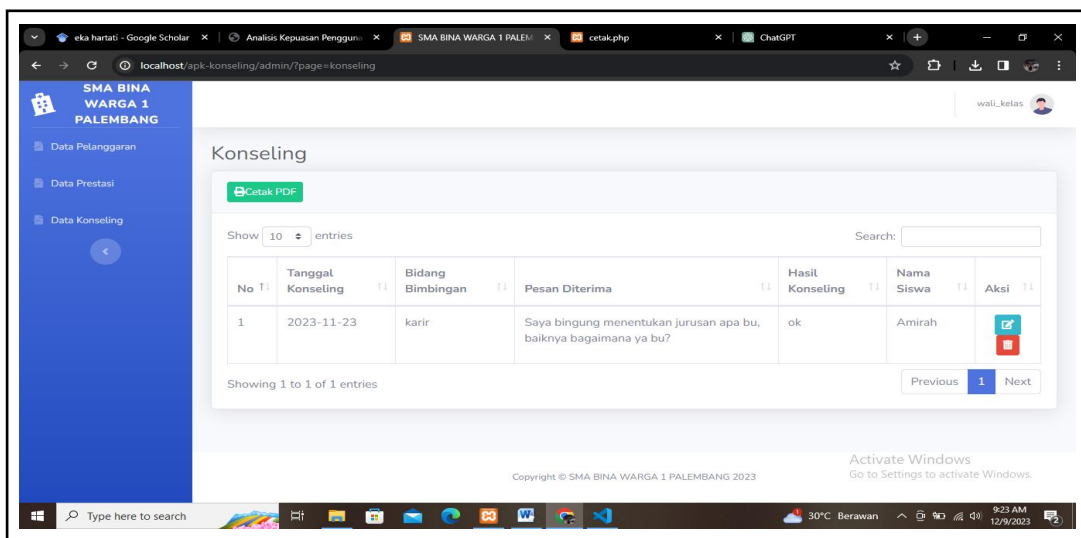 eka hartati - Google Scholar
Analisis Kepuasan Pengguna
SMA BINA WARGA 1 PALEM
cetak.php
ChatGPT
localhost/apk-konseling/admin/?page=konseling
SMA BINA
WARGA 1
PALEMBANG
wali_kelas
Data Pelanggaran
Data Prestasi
Data Konseling
Konseling
Cetak PDF
Show 10 entries
Search:
No
Tanggal Konseling
Bidang Bimbingan
Pesan Diterima
Hasil Konseling
Nama Siswa
Aksi
1
2023-11-23
karir
Saya bingung menentukan jurusan apa bu,
baiknya bagaimana ya bu?
ok
Amirah
Showing 1 to 1 of 1 entries
Previous 1 Next
Copyright © SMA BINA WARGA 1 PALEMBANG 2023
Activate Windows
Go to Settings to activate Windows.
Type here to search
30°C Berawan
9:23 AM
12/9/2023
2